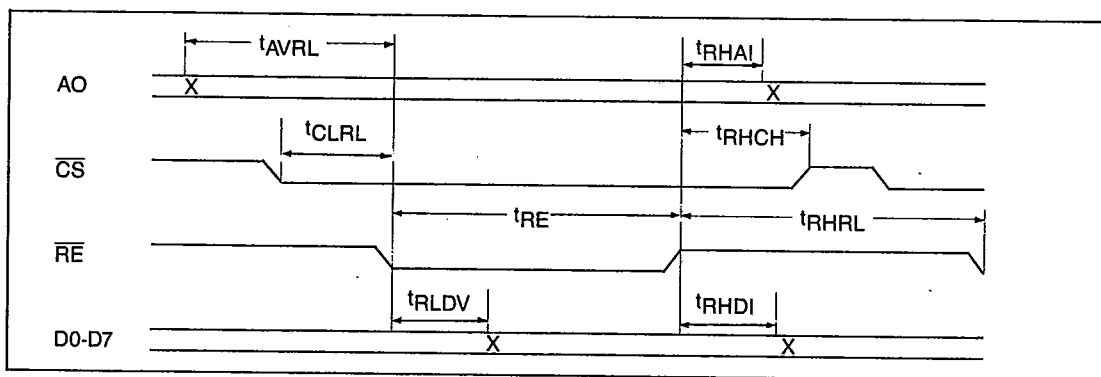 tAVRL
tRHAI
AO
X
X
tCLRL
tRHCH
CS
tRE
tRHRL
RE
tRLDV
tRHDI
D0-D7
X
X